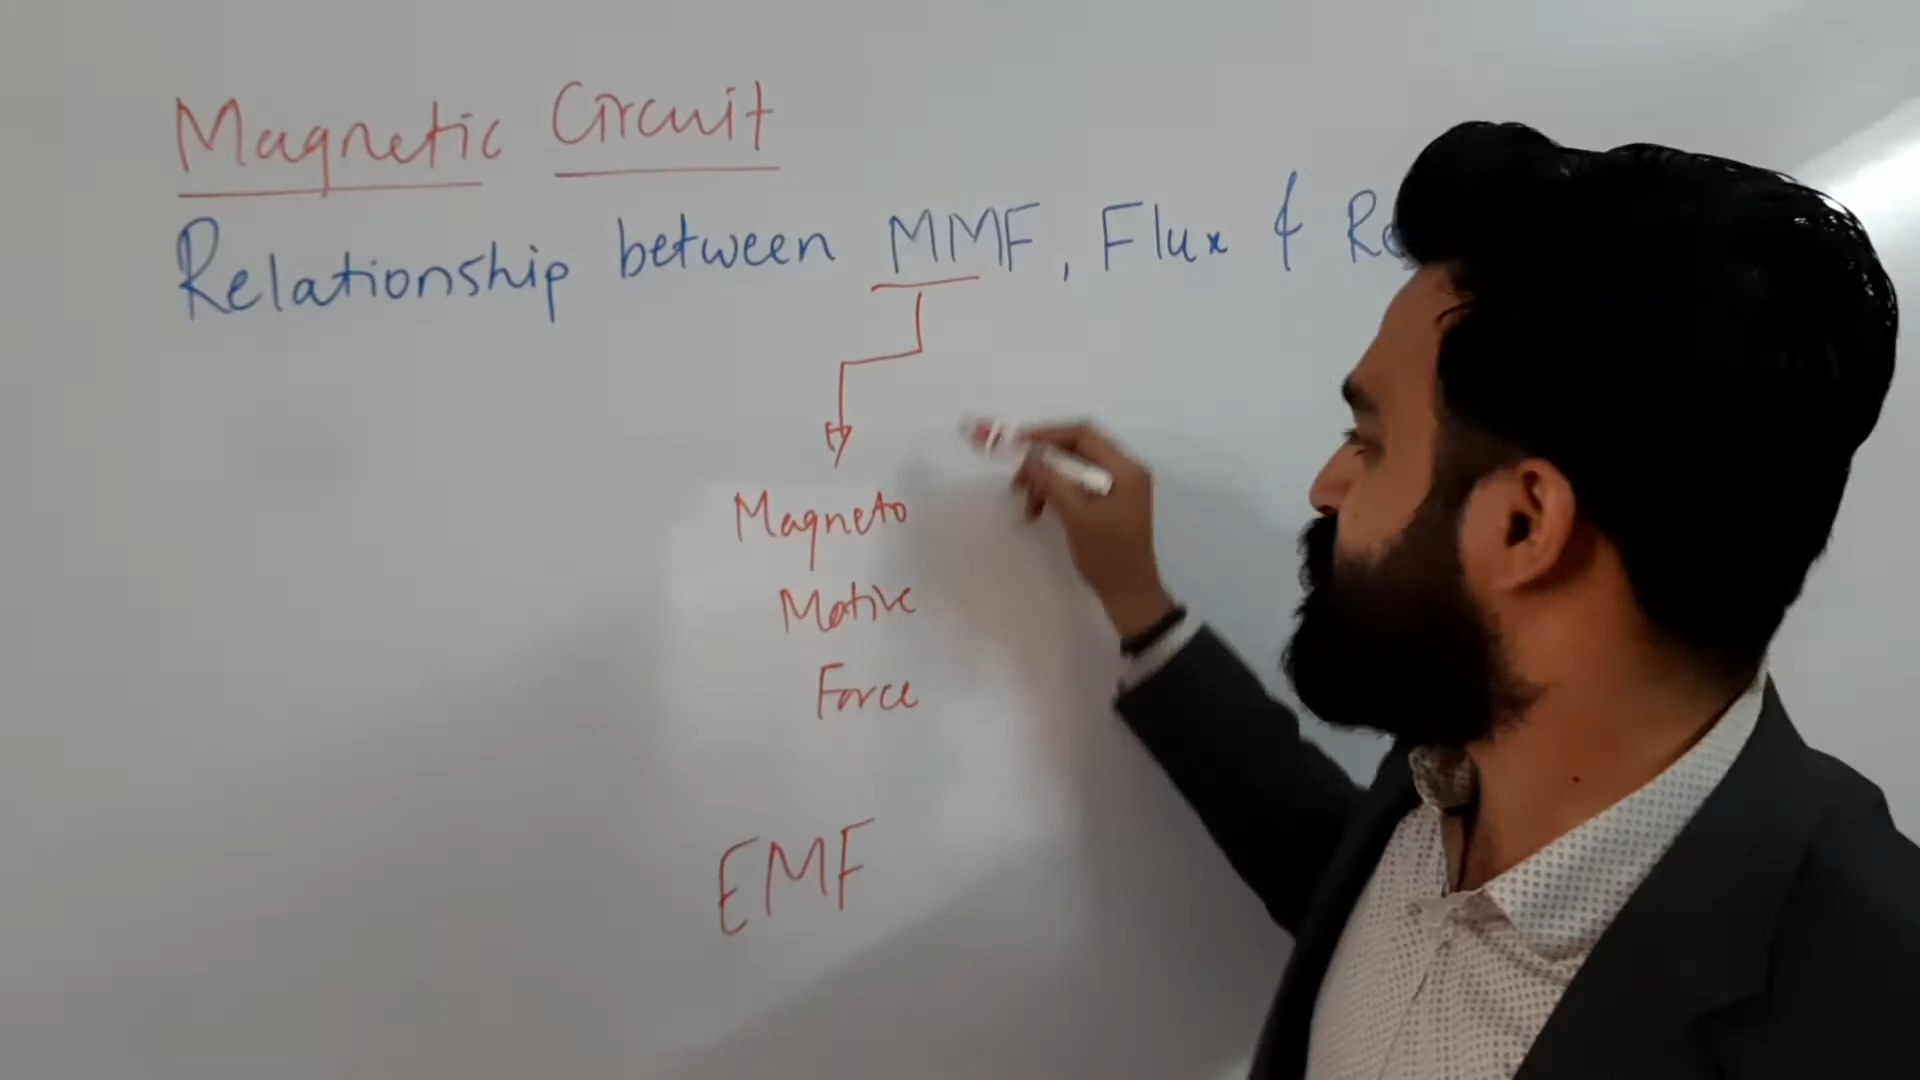 Magnetic Circuit
Relationship between MMF, Flux &
Magneto
Motive
Force
EMF